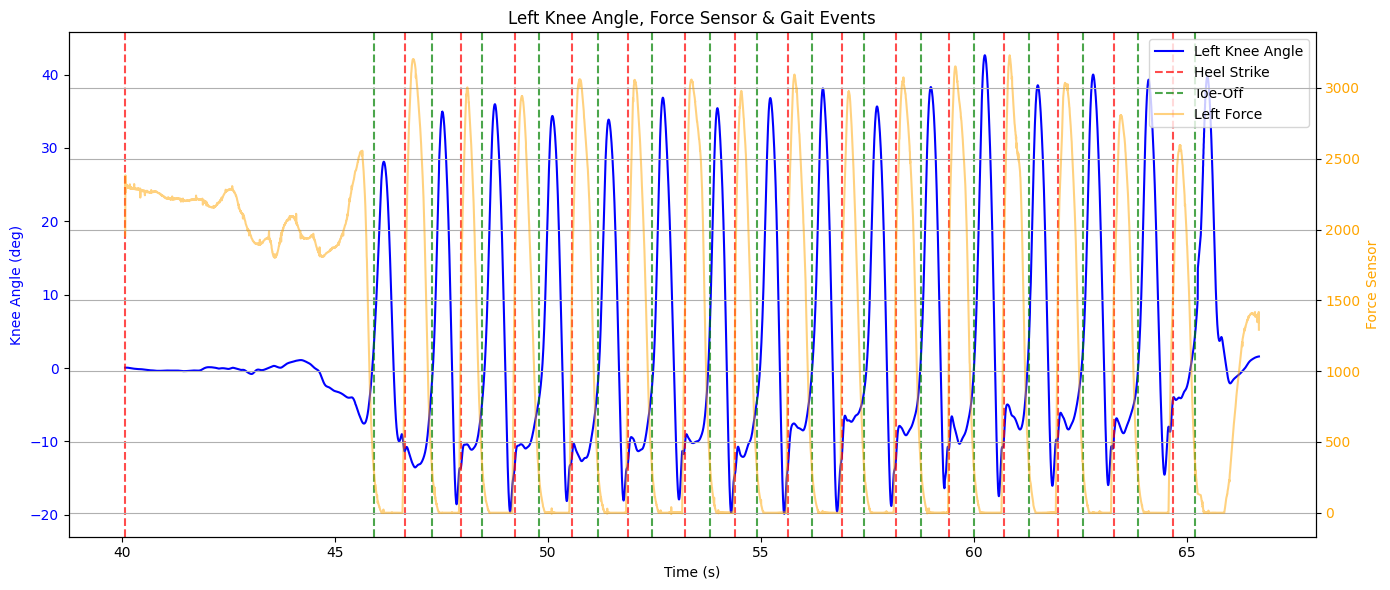 Left Knee Angle, Force Sensor & Gait Events
Left Knee Angle
Heel Strike
Toe-Off
Left Force
Knee Angle (deg)
40
30
20
10
0
−10
−20
3000
2500
2000
1500
1000
500
0
Force Sensor
40
45
50
55
60
65
Time (s)